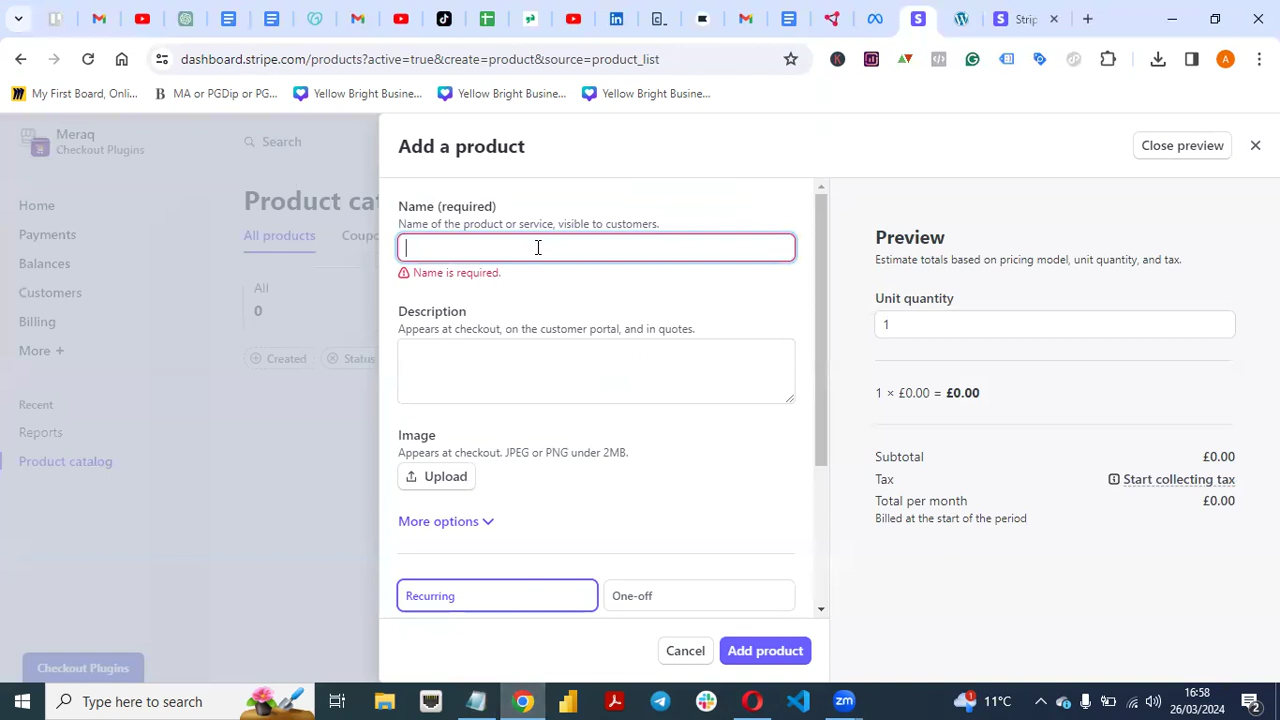 Strip
dashboard.stripe.com/products?active=true&create=product&source=product_list
My First Board, Onli...
MA or PGDip or PG...
Yellow Bright Busine...
Yellow Bright Busine...
Yellow Bright Busine...
Meraq
Checkout Plugins
Search
Home
Payments
Balances
Customers
Billing
More +
Recent
Reports
Product catalog
Checkout Plugins
Product cata
All products
Coupo
All
0
Created
Status
Add a product
Close preview
Name (required)
Name of the product or service, visible to customers.
Name is required.
Description
Appears at checkout, on the customer portal, and in quotes.
Image
Appears at checkout. JPEG or PNG under 2MB.
Upload
More options
Recurring
One-off
Cancel
Add product
Preview
Estimate totals based on pricing model, unit quantity, and tax.
Unit quantity
1
1 × £0.00 = £0.00
Subtotal £0.00
Tax Start collecting tax
Total per month £0.00
Billed at the start of the period
Type here to search
11°C
16:58
26/03/2024